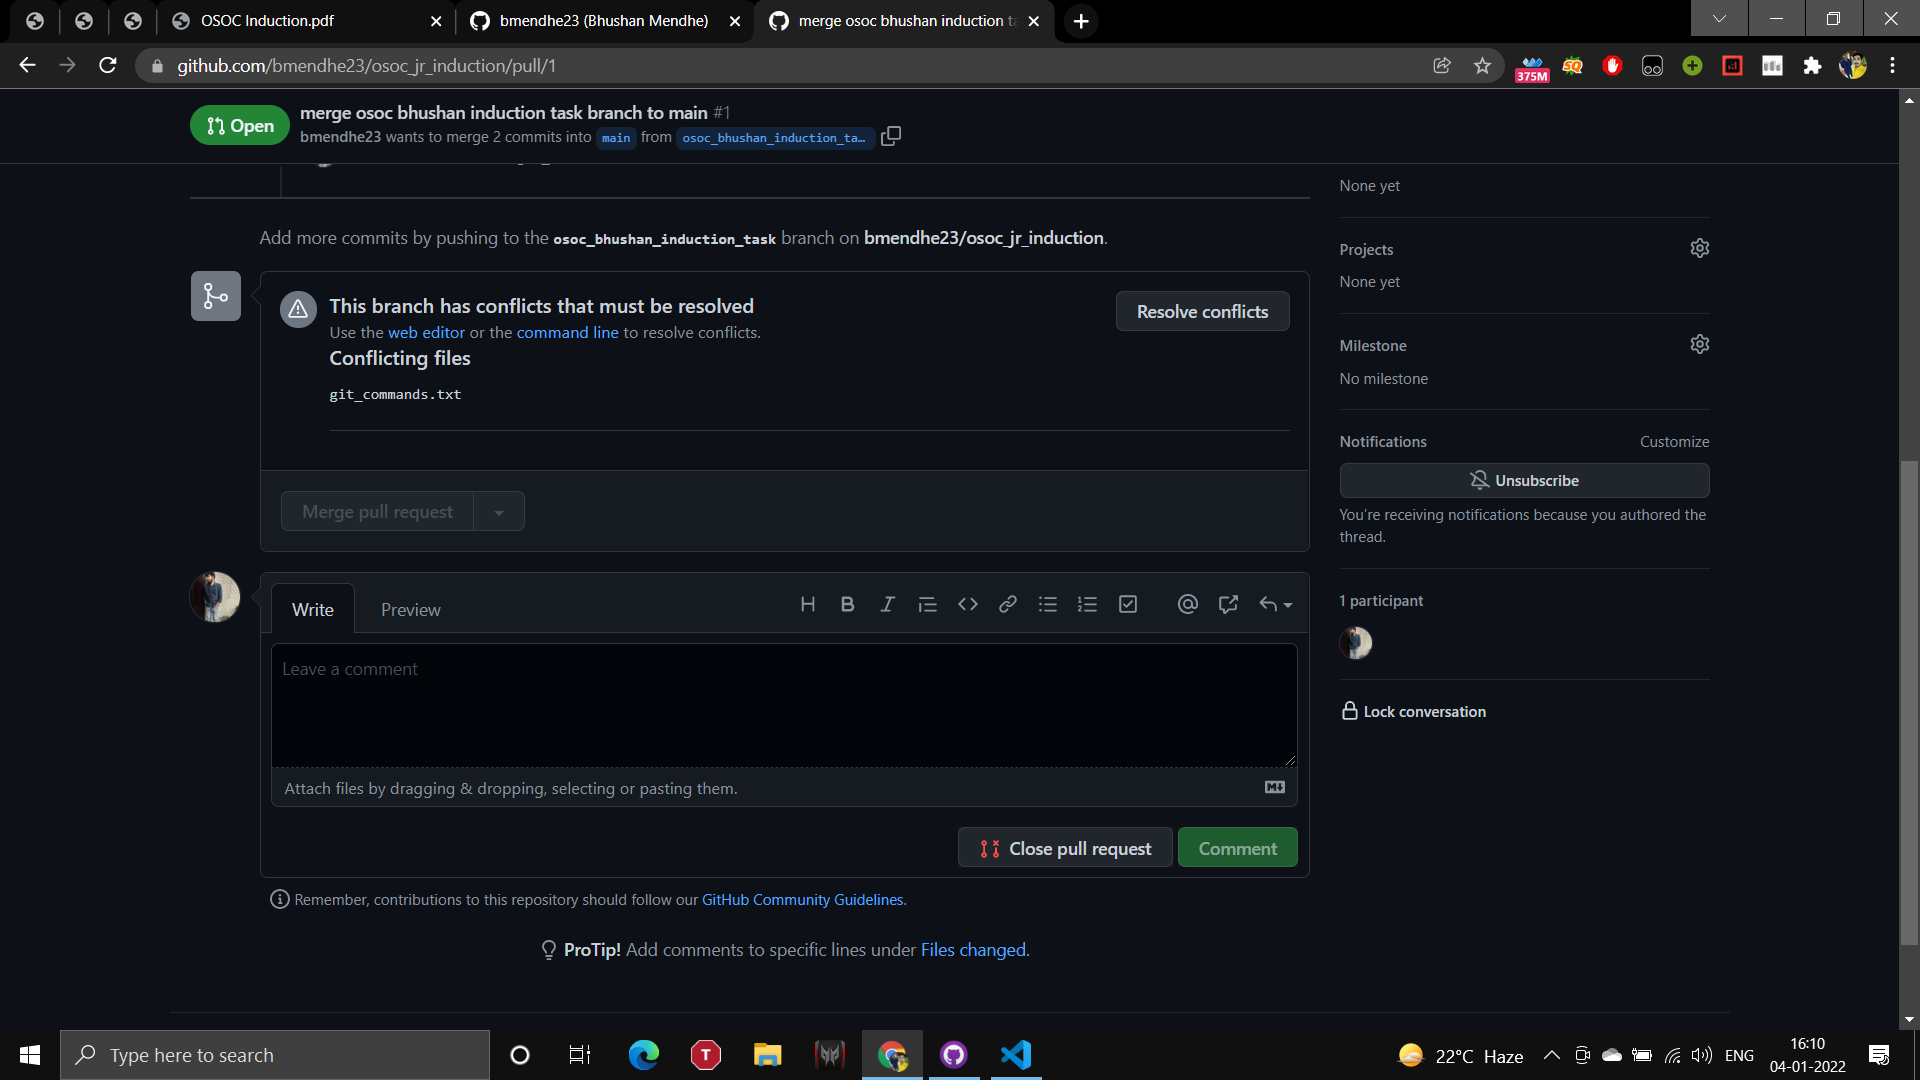 OSOC Induction.pdf
bmendhe23 (Bhushan Mendhe)
merge osoc bhushan induction t
github.com/bmendhe23/osoc_jr_induction/pull/1
375M
Open
merge osoc bhushan induction task branch to main #1
bmendhe23 wants to merge 2 commits into main from osoc_bhushan_induction_ta…
None yet
Add more commits by pushing to the osoc_bhushan_induction_task branch on bmendhe23/osoc_jr_induction.
Projects
None yet
This branch has conflicts that must be resolved
Use the web editor or the command line to resolve conflicts.
Resolve conflicts
Conflicting files
git_commands.txt
Milestone
No milestone
Notifications
Customize
Unsubscribe
You're receiving notifications because you authored the
thread.
Merge pull request
Write
Preview
Leave a comment
Attach files by dragging & dropping, selecting or pasting them.
1 participant
Lock conversation
Close pull request
Comment
Remember, contributions to this repository should follow our GitHub Community Guidelines.
ProTip! Add comments to specific lines under Files changed.
Type here to search
22°C Haze
ENG
16:10
04-01-2022